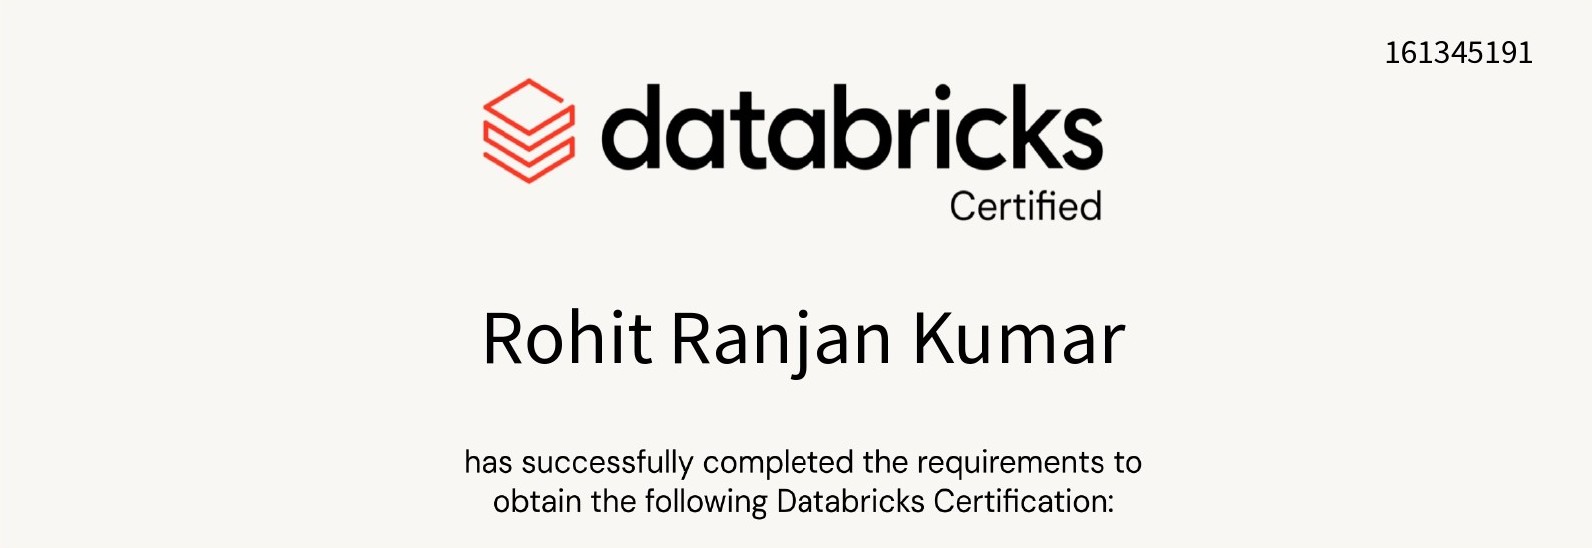 161345191
databricks
Certified
Rohit Ranjan Kumar
has successfully completed the requirements to
obtain the following Databricks Certification: